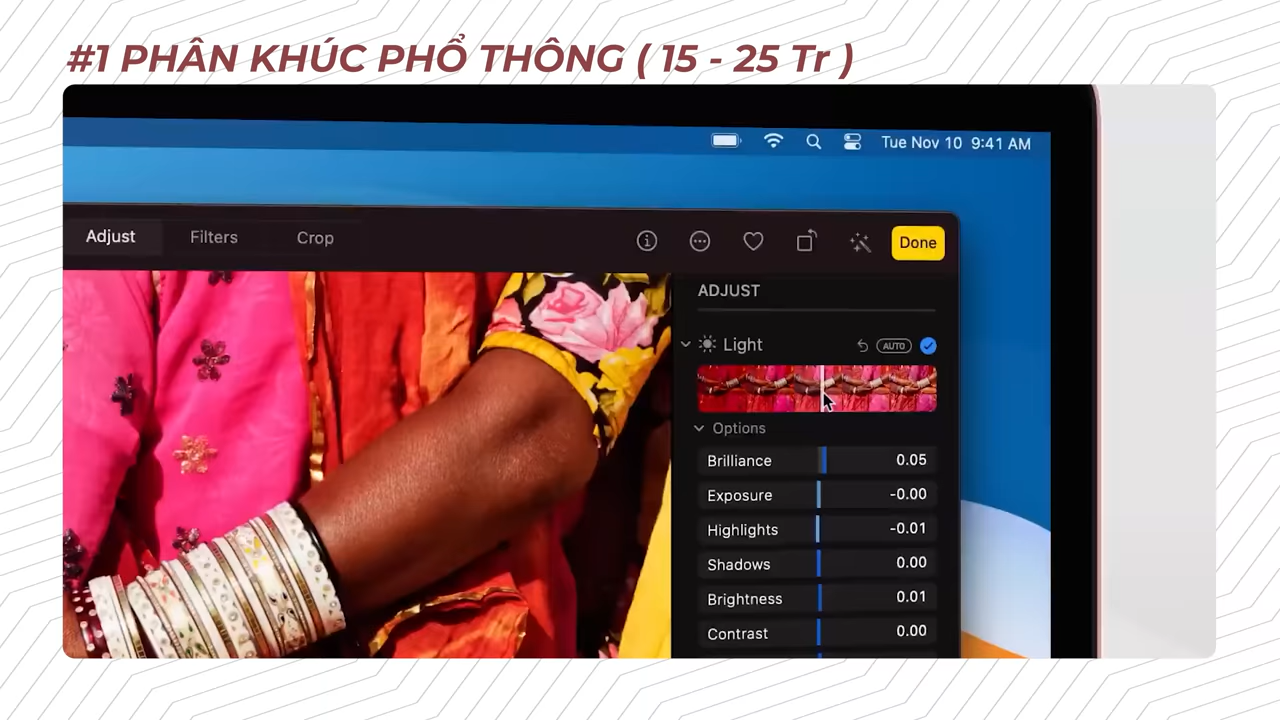 #1 PHÂN KHÚC PHỔ THÔNG ( 15 - 25 Tr )
Tue Nov 10 9:41 AM
Adjust Filters Crop Done
ADJUST
Light AUTO
Options
Brilliance 0.05
Exposure -0.00
Highlights -0.01
Shadows 0.00
Brightness 0.01
Contrast 0.00